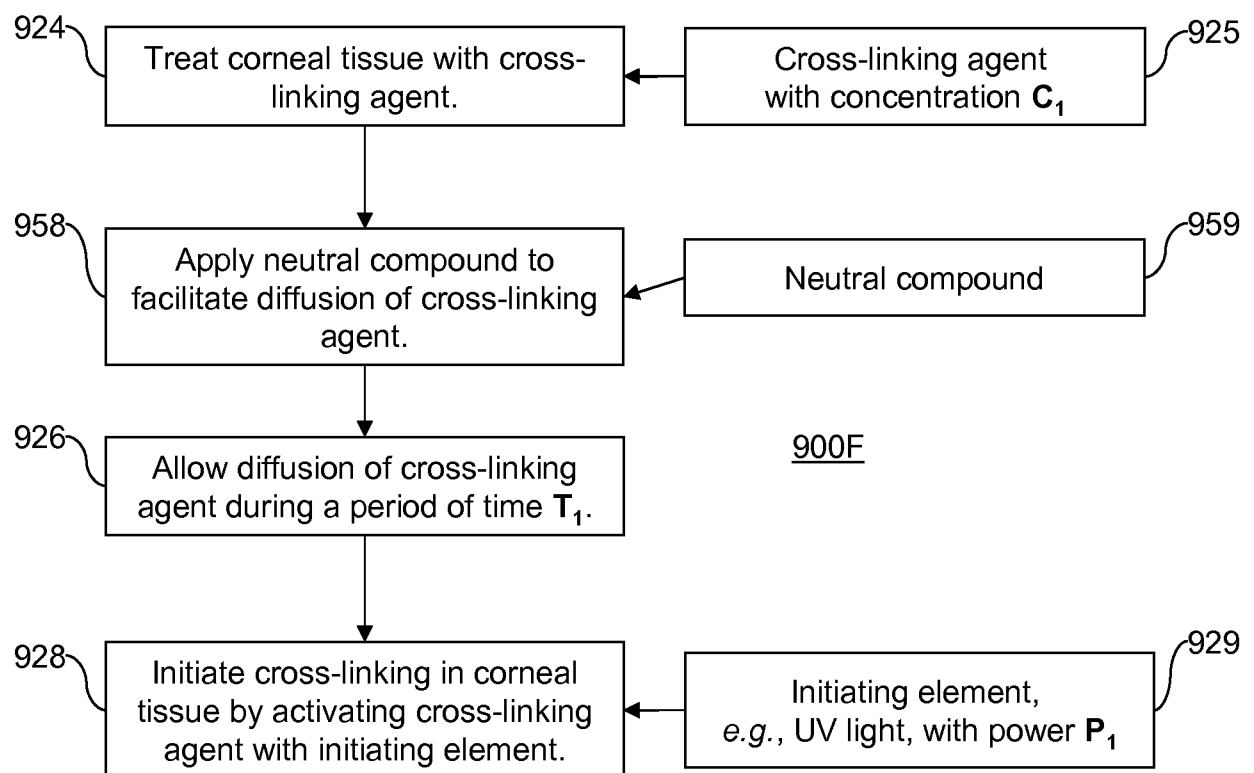 924
Treat corneal tissue with cross-
linking agent.
925
Cross-linking agent
with concentration C₁
958
Apply neutral compound to
facilitate diffusion of cross-linking
agent.
959
Neutral compound
926
Allow diffusion of cross-linking
agent during a period of time T₁.
900F
928
Initiate cross-linking in corneal
tissue by activating cross-linking
agent with initiating element.
929
Initiating element,
e.g., UV light, with power P₁